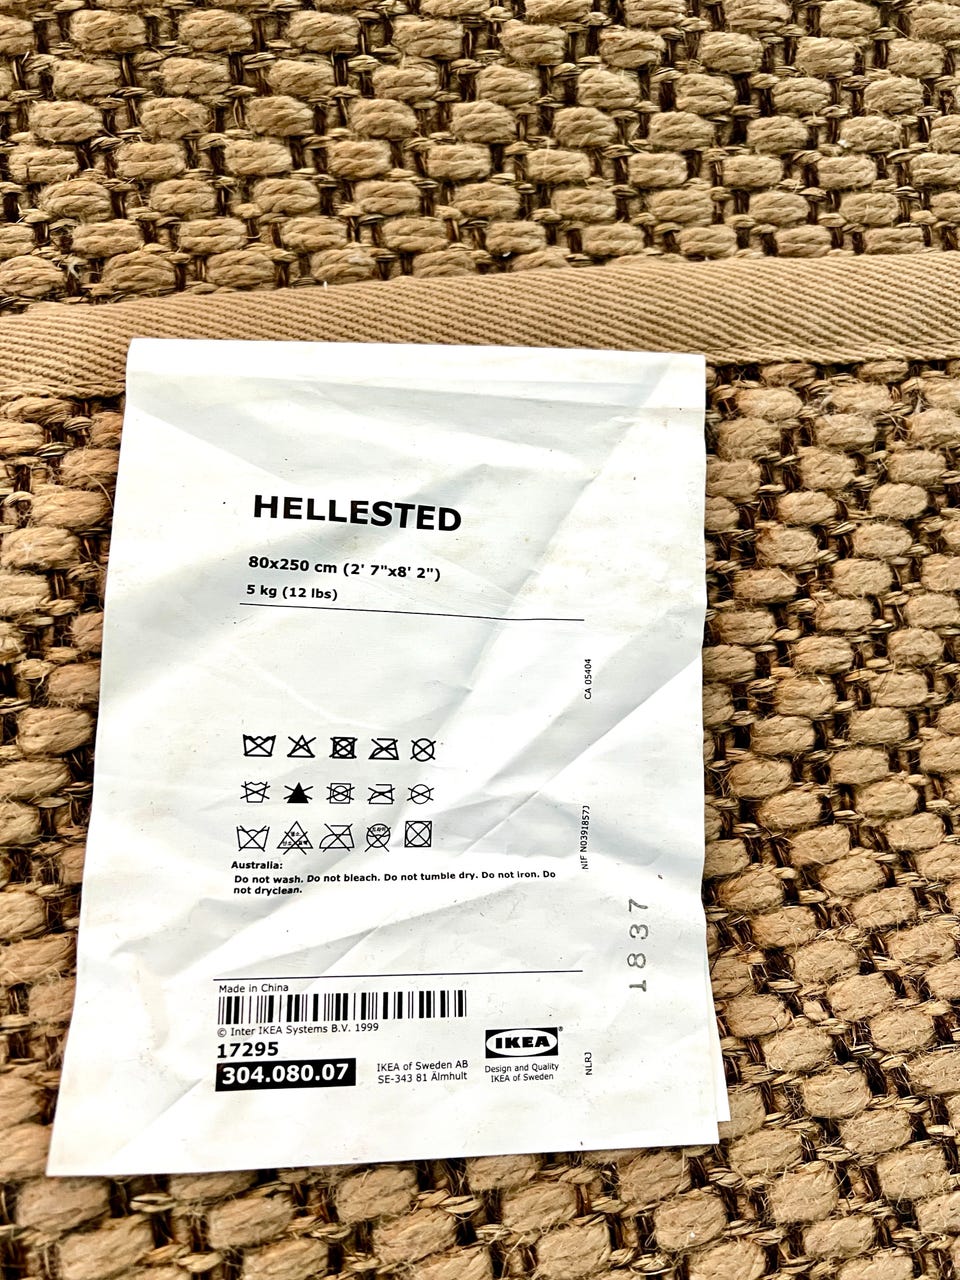 HELLESTED
80x250 cm (2' 7"x8' 2")
5 kg (12 lbs)
CA 05404
NIF N0391857J
Australia:
Do not wash. Do not bleach. Do not tumble dry. Do not iron. Do
not dryclean.
1837
Made in China
© Inter IKEA Systems B.V. 1999
17295
304.080.07
IKEA of Sweden AB
SE-343 81 Älmhult
IKEA®
Design and Quality
IKEA of Sweden
NLRJ